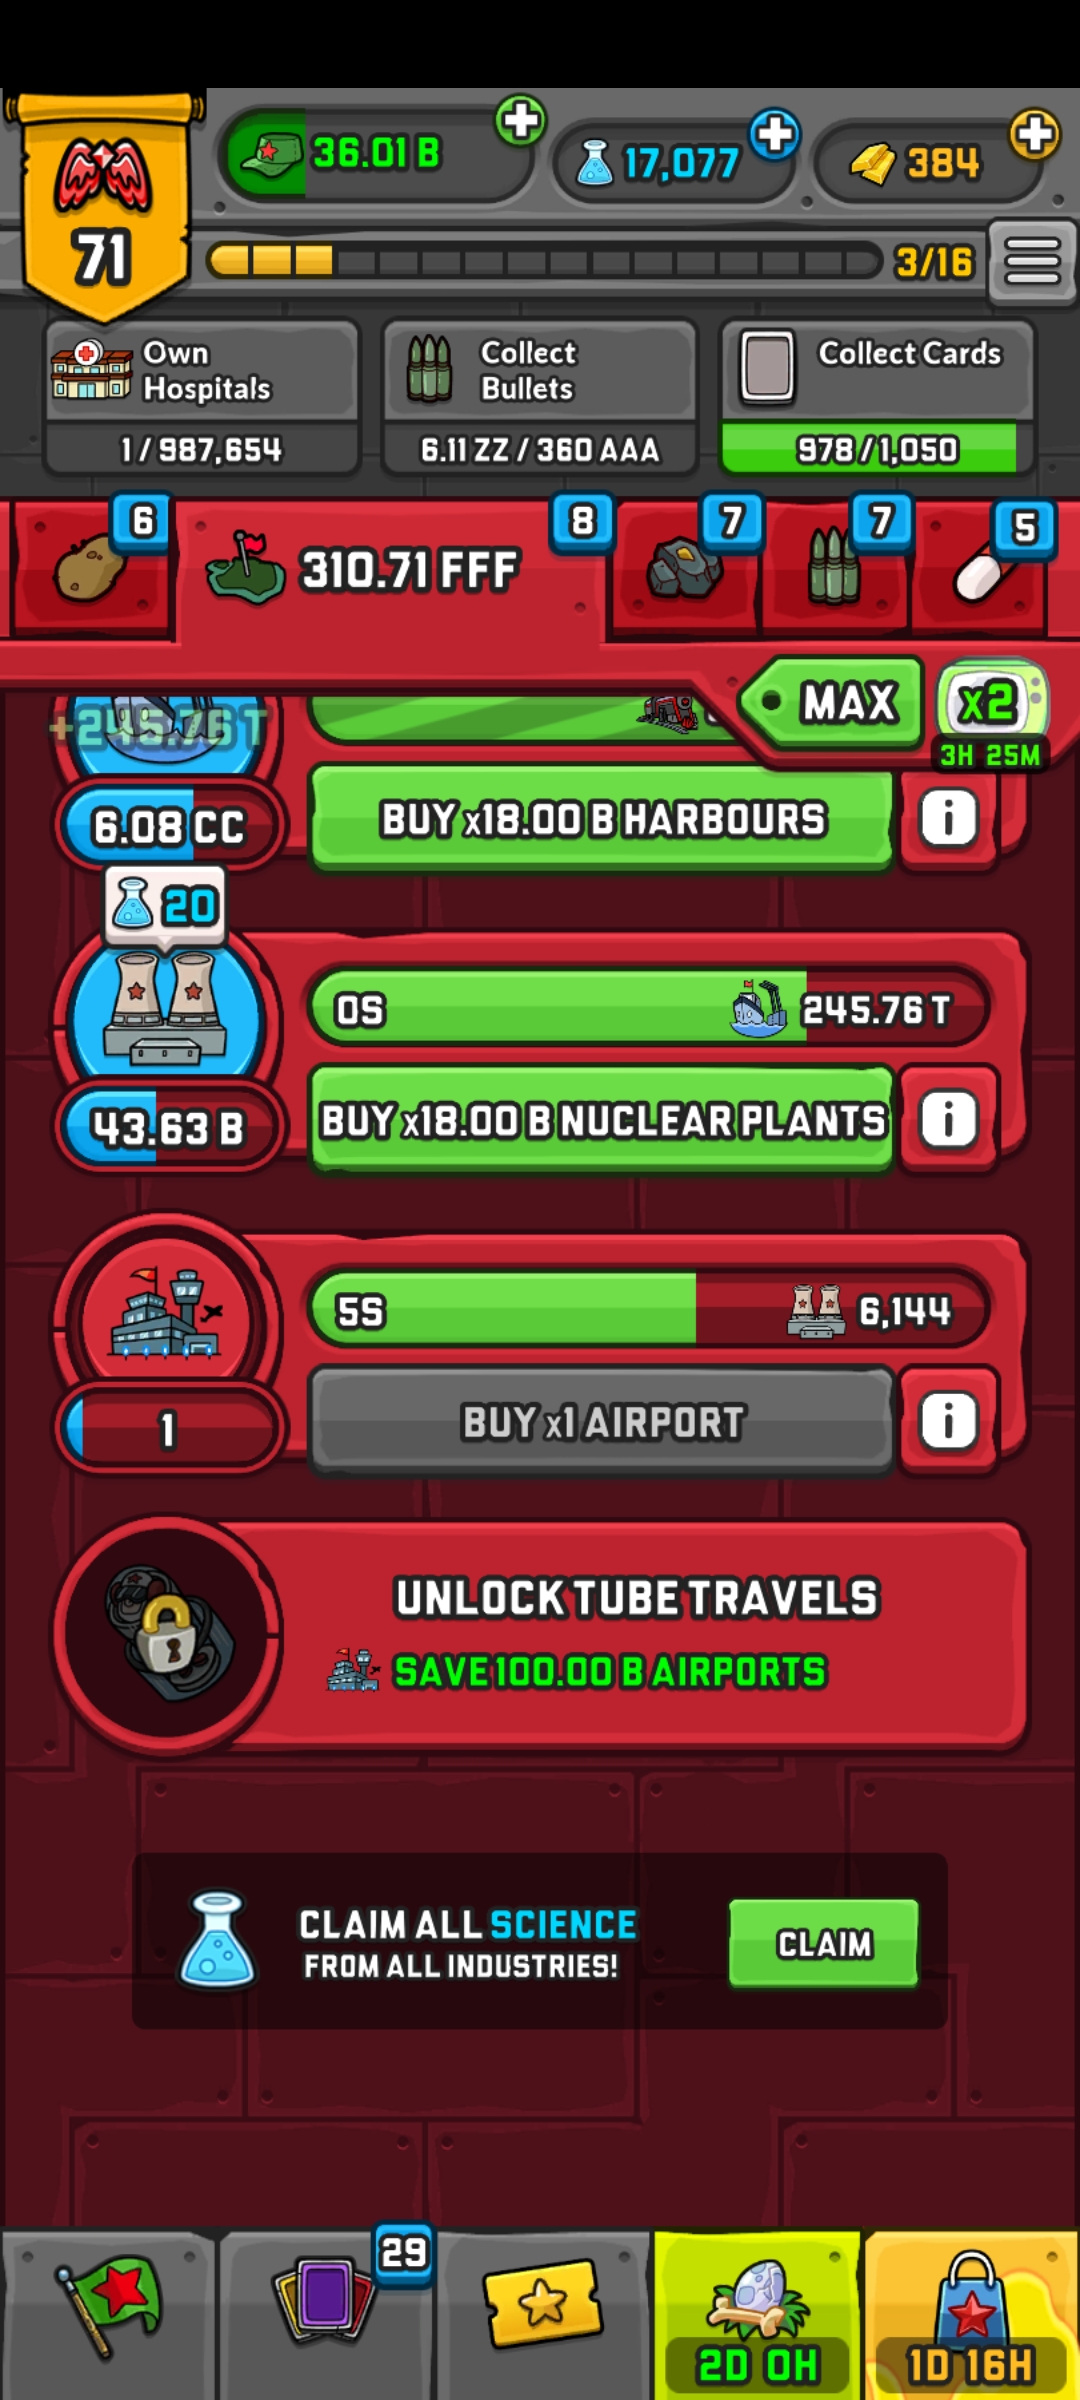 36.01 B
17,077
384
71
3/16
Own
Hospitals
1 / 987,654
Collect
Bullets
6.11 ZZ / 360 AAA
Collect Cards
978 / 1,050
6
310.71 FFF
8
7
7
5
MAX
x2
3H 25M
+245.76 T
6.08 CC
BUY x18.00 B HARBOURS
i
20
0S
245.76 T
43.63 B
BUY x18.00 B NUCLEAR PLANTS
i
5S
6,144
1
BUY x1 AIRPORT
i
UNLOCK TUBE TRAVELS
SAVE 100.00 B AIRPORTS
CLAIM ALL SCIENCE
FROM ALL INDUSTRIES!
CLAIM
29
2D 0H
1D 16H